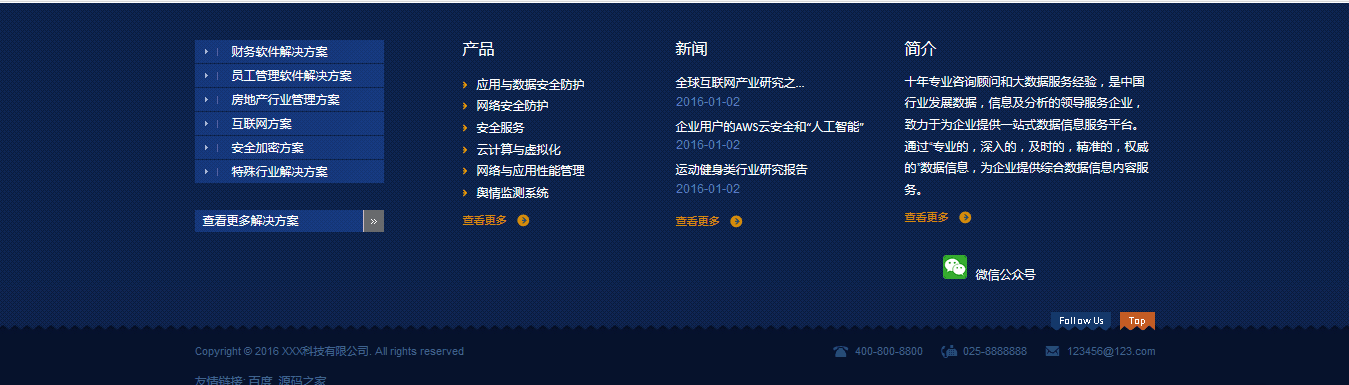 财务软件解决方案
员工管理软件解决方案
房地产行业管理方案
互联网方案
安全加密方案
特殊行业解决方案
查看更多解决方案 »
产品
应用与数据安全防护
网络安全防护
安全服务
云计算与虚拟化
网络与应用性能管理
舆情监测系统
查看更多
新闻
全球互联网产业研究之...
2016-01-02
企业用户的AWS云安全和“人工智能”
2016-01-02
运动健身类行业研究报告
2016-01-02
查看更多
简介
十年专业咨询顾问和大数据服务经验，是中国
行业发展数据，信息及分析的领导服务企业，
致力于为企业提供一站式数据信息服务平台。
通过“专业的，深入的，及时的，精准的，权威
的”数据信息，为企业提供综合数据信息内容服
务。
查看更多
微信公众号
Follow Us Top
Copyright © 2016 XXX科技有限公司. All rights reserved
400-800-8800 025-8888888 123456@123.com
友情链接 百度 源码之家